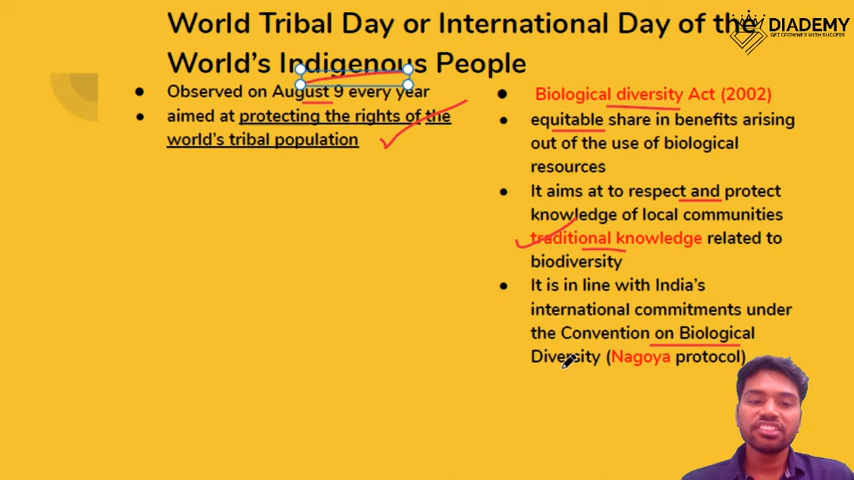 World Tribal Day or International Day of the
World's Indigenous People
DIADEMY
GET CROWNED WITH SUCCESS
● Observed on August 9 every year
● aimed at protecting the rights of the
world's tribal population
● Biological diversity Act (2002)
● equitable share in benefits arising
out of the use of biological
resources
● It aims at to respect and protect
knowledge of local communities
traditional knowledge related to
biodiversity
● It is in line with India's
international commitments under
the Convention on Biological
Diversity (Nagoya protocol)